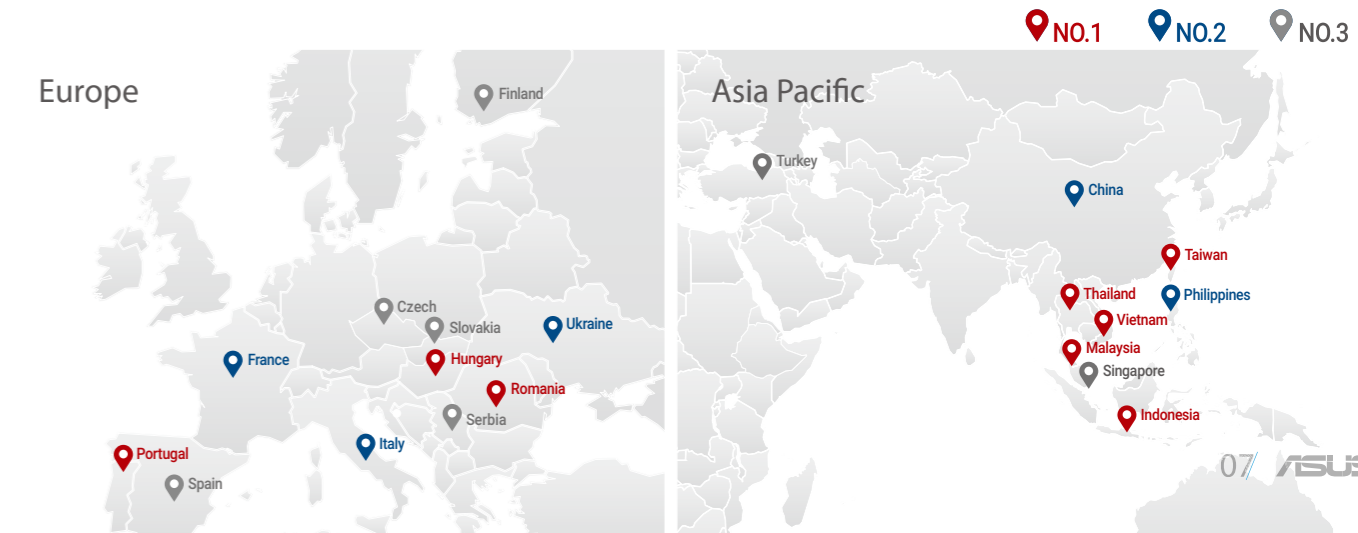 NO.1 NO.2 NO.3
Europe
Finland
Czech
Slovakia
Ukraine
France
Hungary
Romania
Serbia
Italy
Portugal
Spain
Asia Pacific
Turkey
China
Taiwan
Thailand
Philippines
Vietnam
Malaysia
Singapore
Indonesia
07/ ASUS